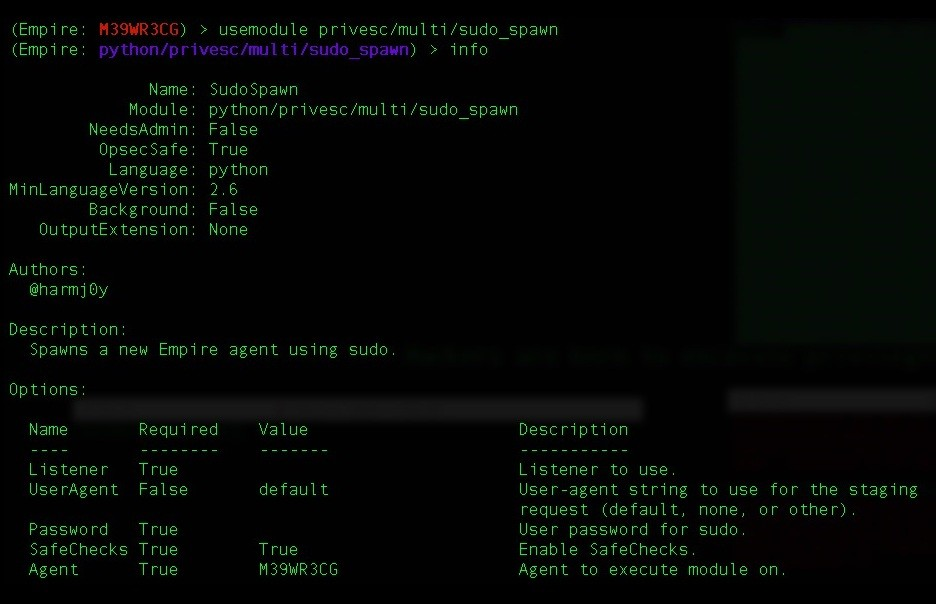 (Empire: M39WR3CG) > usemodule privesc/multi/sudo_spawn
(Empire: python/privesc/multi/sudo_spawn) > info
Name: SudoSpawn
Module: python/privesc/multi/sudo_spawn
NeedsAdmin: False
OpsecSafe: True
Language: python
MinLanguageVersion: 2.6
Background: False
OutputExtension: None
Authors:
@harmj0y
Description:
Spawns a new Empire agent using sudo.
Options:
Name Required Value Description
---- -------- ------- -----------
Listener True Listener to use.
UserAgent False default User-agent string to use for the staging
request (default, none, or other).
Password True User password for sudo.
SafeChecks True True Enable SafeChecks.
Agent True M39WR3CG Agent to execute module on.